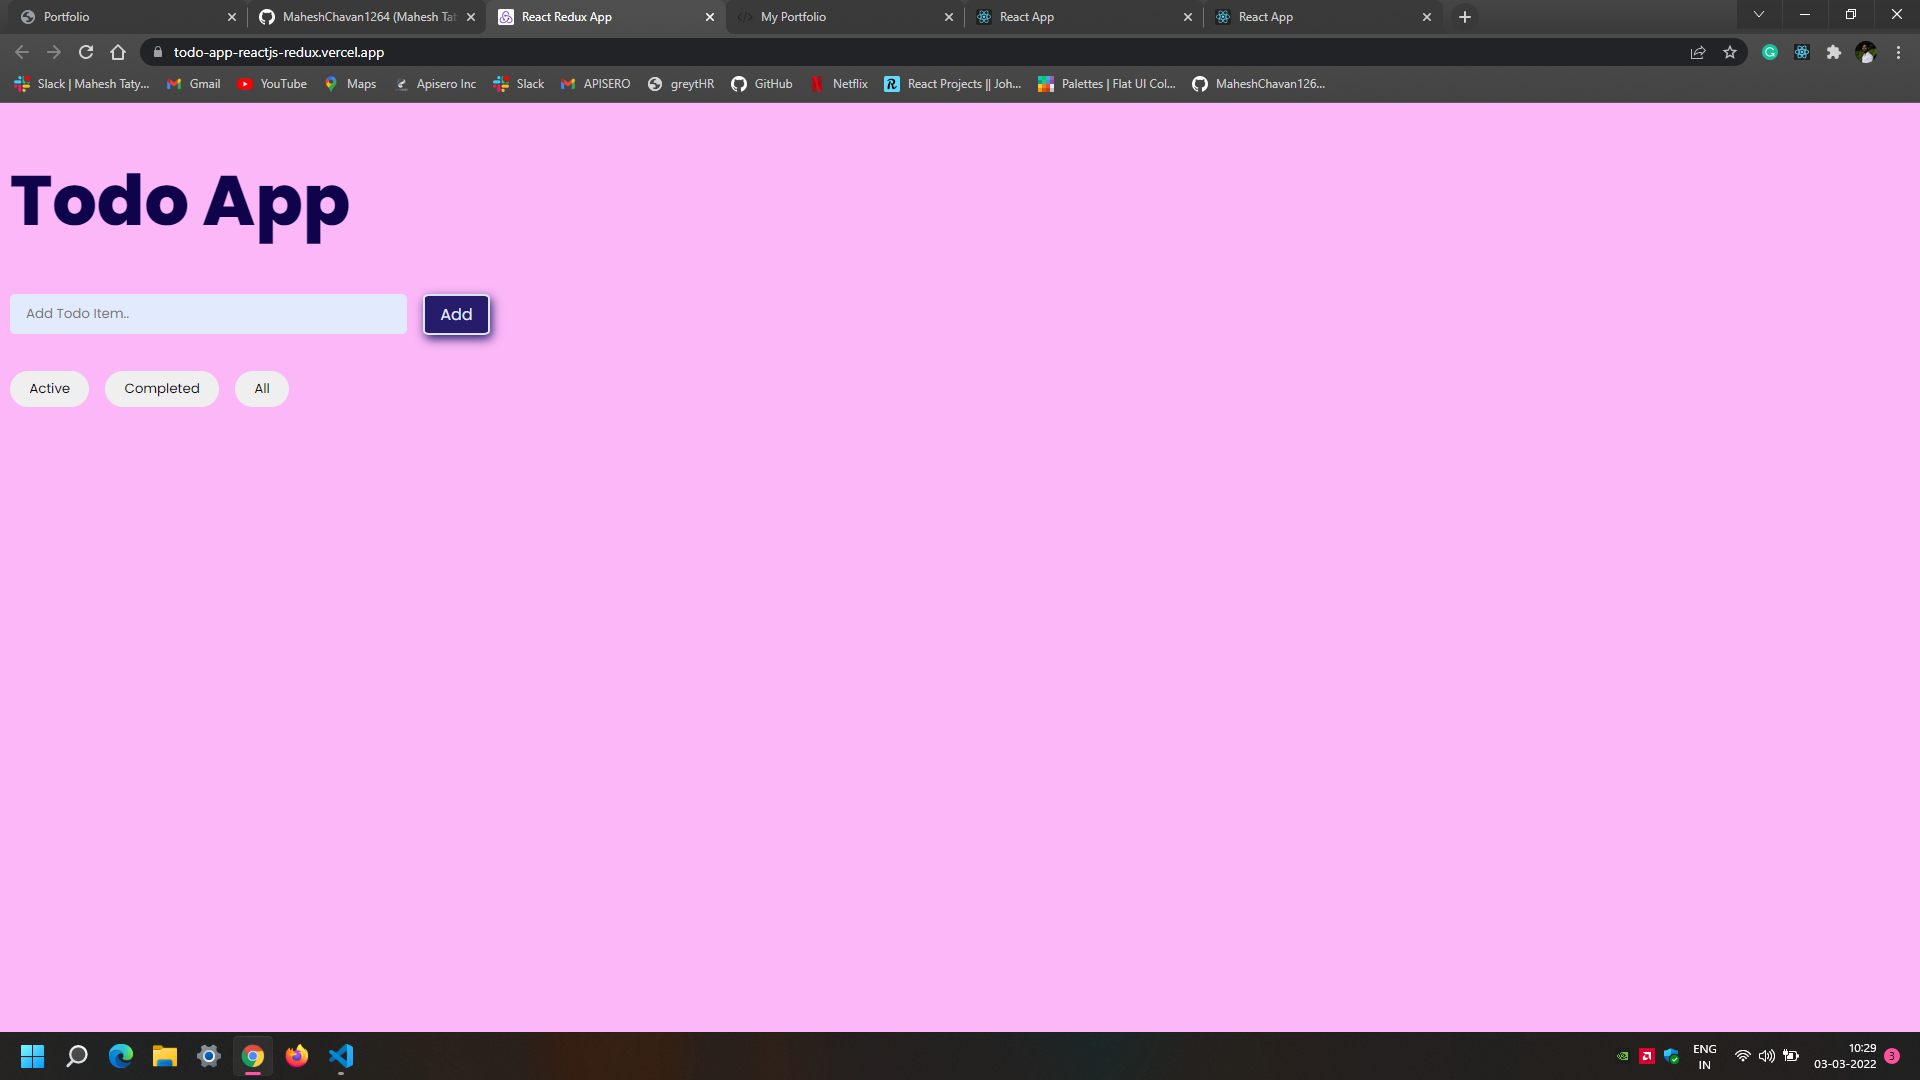 Portfolio
MaheshChavan1264 (Mahesh Tat
React Redux App
My Portfolio
React App
React App
todo-app-reactjs-redux.vercel.app
Slack | Mahesh Taty...
Gmail
YouTube
Maps
Apisero Inc
Slack
APISERO
greytHR
GitHub
Netflix
React Projects || Joh...
Palettes | Flat UI Col...
MaheshChavan126...
Todo App
Add Todo Item..
Add
Active
Completed
All
ENG
IN
10:29
03-03-2022
3